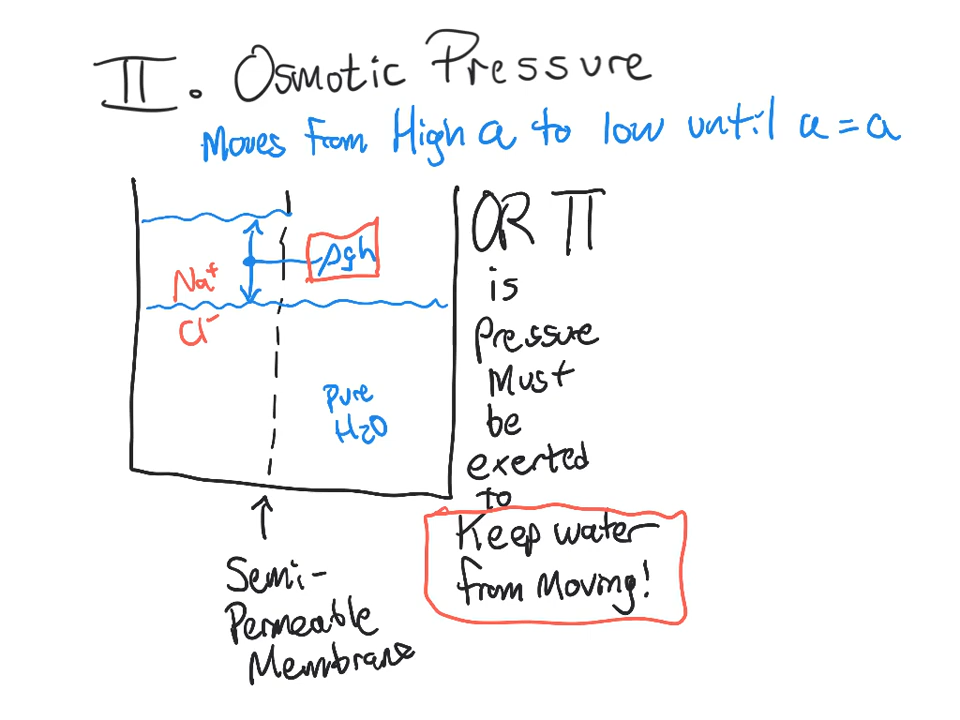 II. Osmotic Pressure
Moves from High a to low until a = a
OR Π
is
Pressure
Must
be
exerted
to
Keep water
from Moving!
ρgh
Na⁺
Cl⁻
Pure
H2O
Semi-
Permeable
Membrane